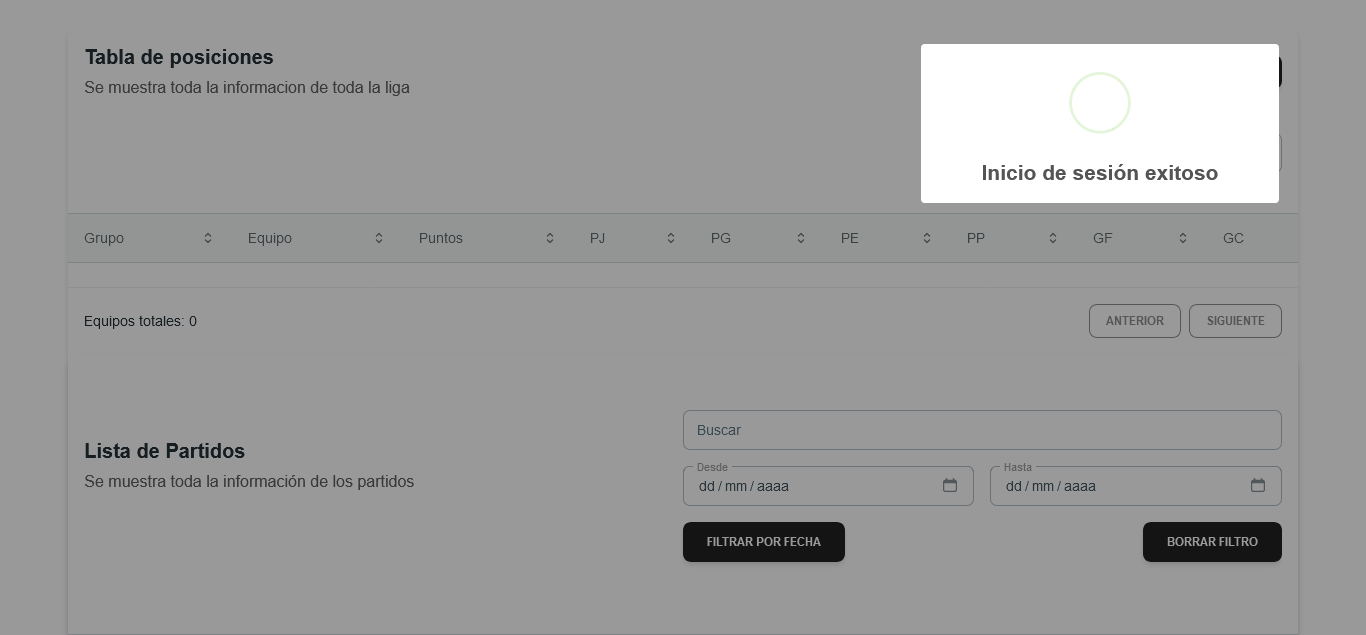 Tabla de posiciones
Se muestra toda la informacion de toda la liga
Inicio de sesión exitoso
Grupo Equipo Puntos PJ PG PE PP GF GC
Equipos totales: 0
ANTERIOR SIGUIENTE
Buscar
Lista de Partidos
Se muestra toda la información de los partidos
Desde Hasta
dd / mm / aaaa dd / mm / aaaa
FILTRAR POR FECHA BORRAR FILTRO